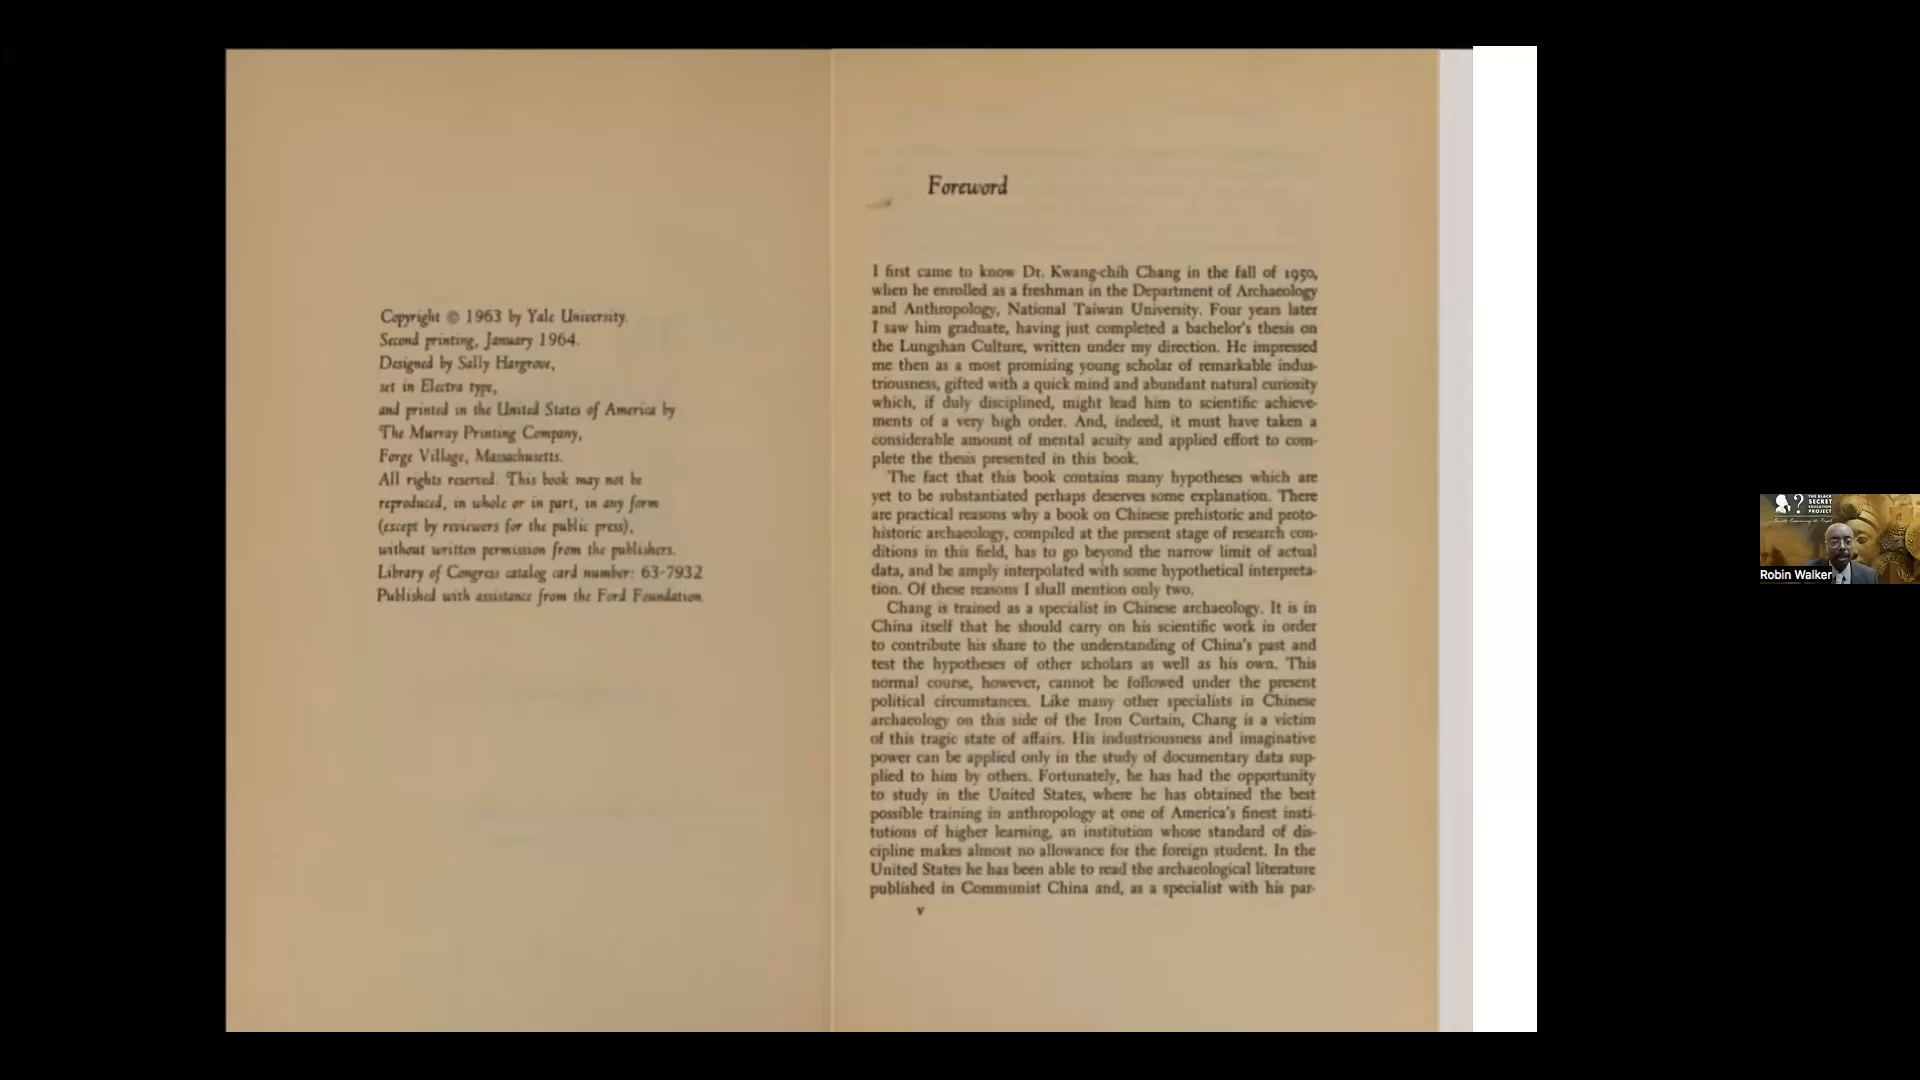 Copyright © 1963 by Yale University.
Second printing, January 1964.
Designed by Sally Hargrove,
set in Electra type,
and printed in the United States of America by
The Murray Printing Company,
Forge Village, Massachusetts.
All rights reserved. This book may not be
reproduced, in whole or in part, in any form
(except by reviewers for the public press),
without written permission from the publishers.
Library of Congress catalog card number: 63-7932
Published with assistance from the Ford Foundation.
Foreword
I first came to know Dr. Kwang-chih Chang in the fall of 1950,
when he enrolled as a freshman in the Department of Archaeology
and Anthropology, National Taiwan University. Four years later
I saw him graduate, having just completed a bachelor's thesis on
the Lungshan Culture, written under my direction. He impressed
me then as a most promising young scholar of remarkable indus-
triousness, gifted with a quick mind and abundant natural curiosity
which, if duly disciplined, might lead him to scientific achieve-
ments of a very high order. And, indeed, it must have taken a
considerable amount of mental acuity and applied effort to com-
plete the thesis presented in this book.
The fact that this book contains many hypotheses which are
yet to be substantiated perhaps deserves some explanation. There
are practical reasons why a book on Chinese prehistoric and proto-
historic archaeology, compiled at the present stage of research con-
ditions in this field, has to go beyond the narrow limit of actual
data, and be amply interpolated with some hypothetical interpreta-
tion. Of these reasons I shall mention only two.
Chang is trained as a specialist in Chinese archaeology. It is in
China itself that he should carry on his scientific work in order
to contribute his share to the understanding of China's past and
test the hypotheses of other scholars as well as his own. This
normal course, however, cannot be followed under the present
political circumstances. Like many other specialists in Chinese
archaeology on this side of the Iron Curtain, Chang is a victim
of this tragic state of affairs. His industriousness and imaginative
power can be applied only in the study of documentary data sup-
plied to him by others. Fortunately, he has had the opportunity
to study in the United States, where he has obtained the best
possible training in anthropology at one of America's finest insti-
tutions of higher learning, an institution whose standard of dis-
cipline makes almost no allowance for the foreign student. In the
United States he has been able to read the archaeological literature
published in Communist China and, as a specialist with his par-
v
THE BLACK
SECRET
EDUCATION
PROJECT
Robin Walker